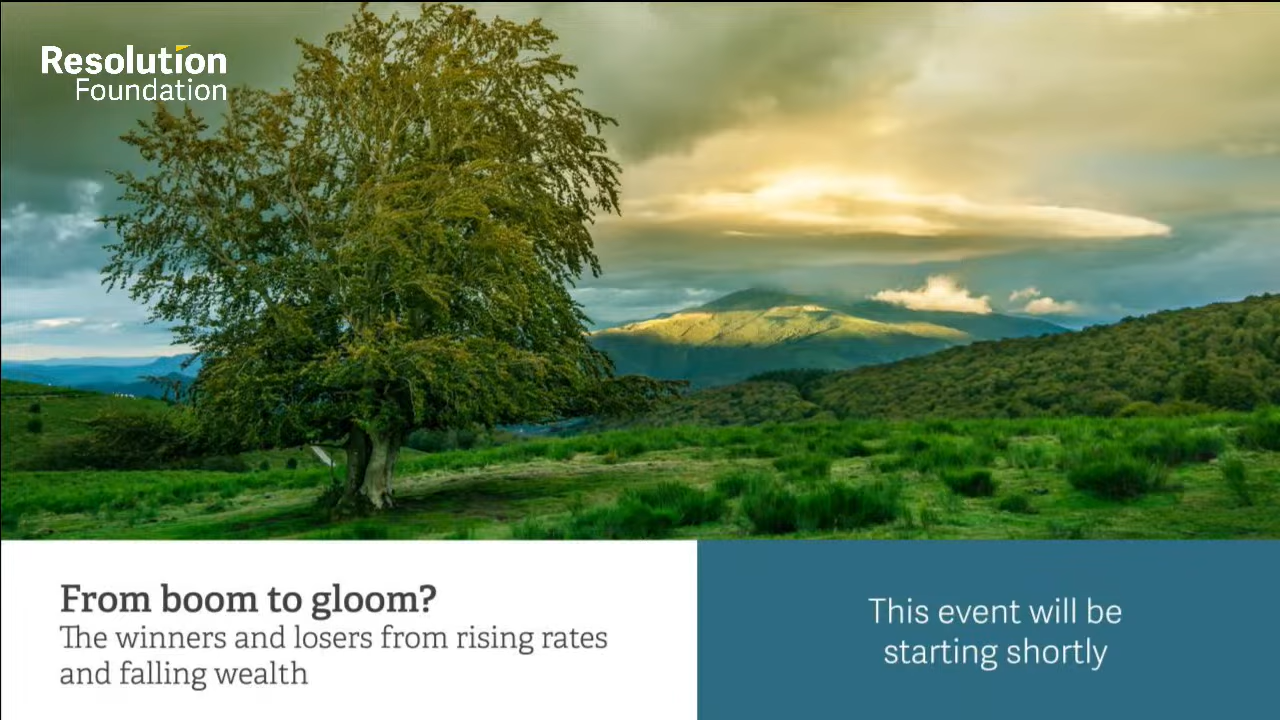 Resolution
Foundation
From boom to gloom?
The winners and losers from rising rates
and falling wealth
This event will be
starting shortly